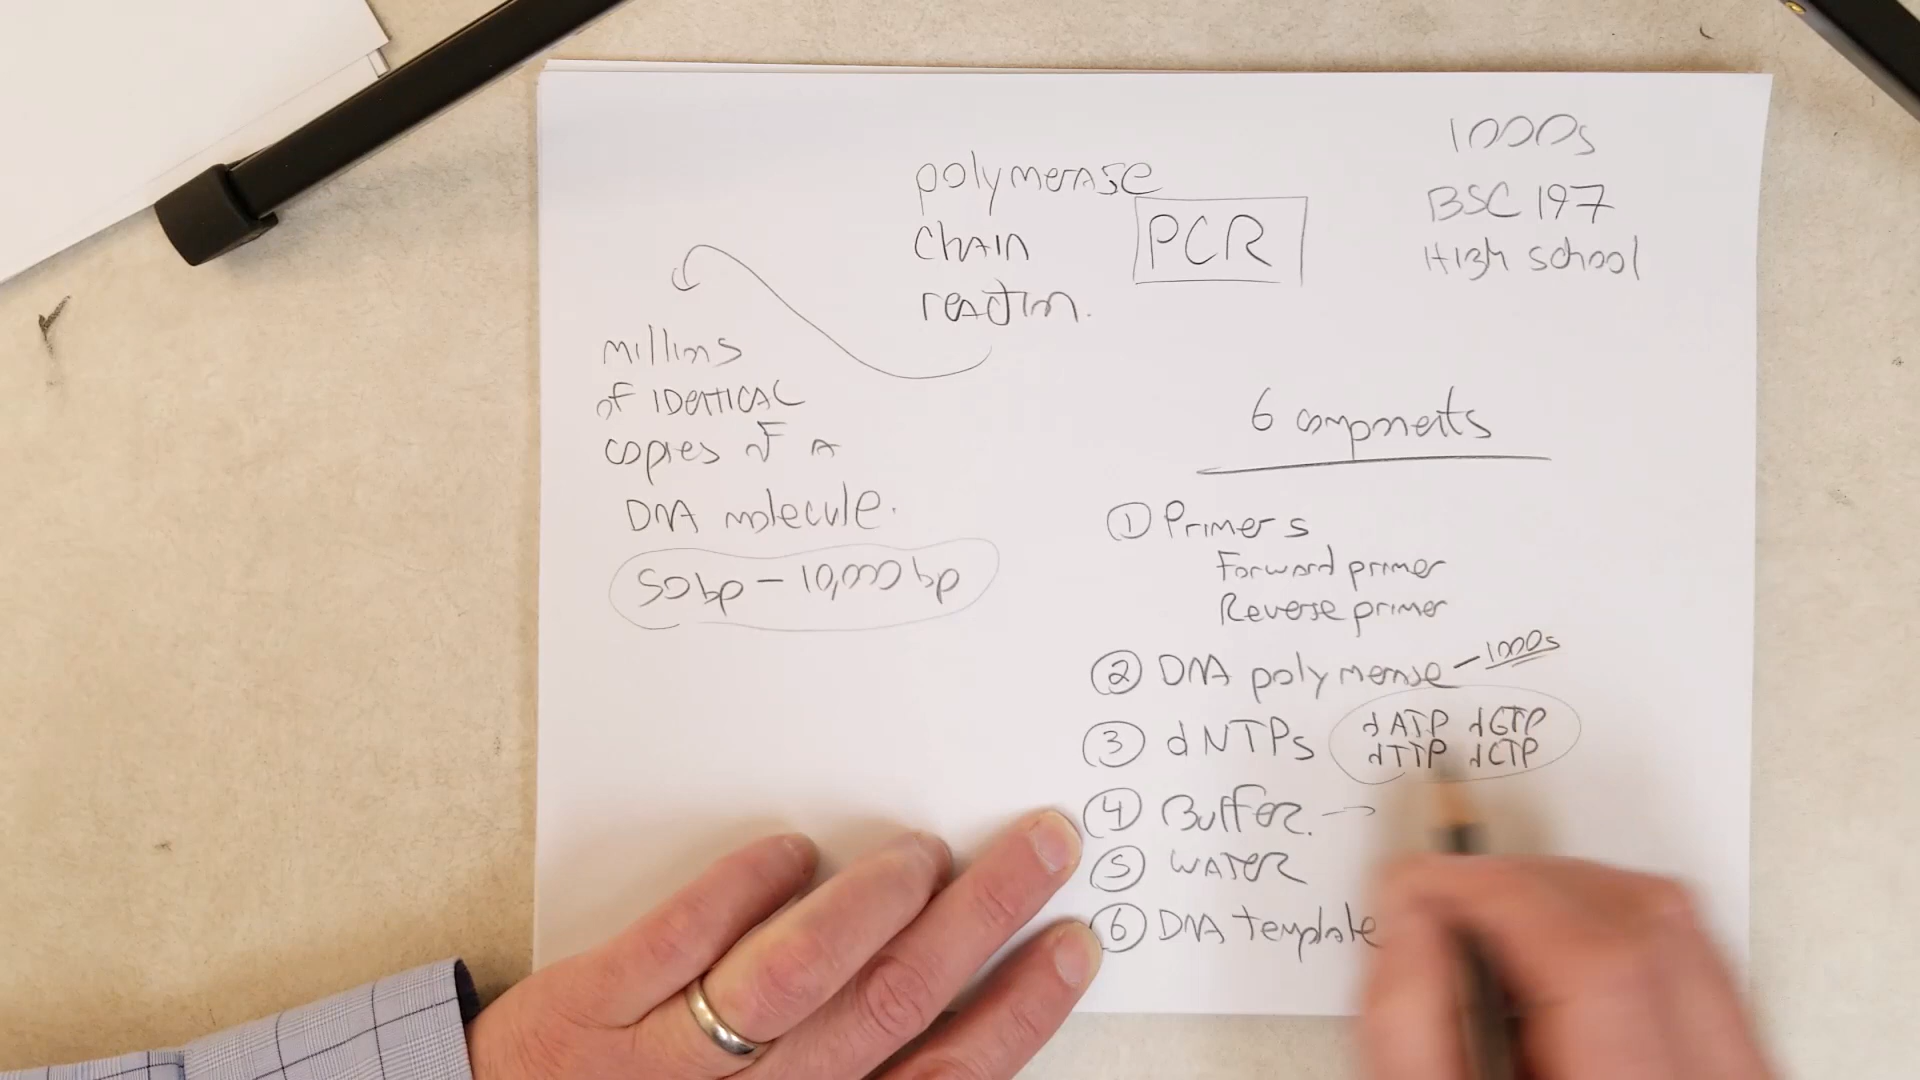 polymerase
chain
reaction.
PCR
1000s
BSC 197
High school
millions
of IDENTICAL
copies of A
DNA molecule.
50bp - 10,000 bp
6 components
① Primers
Forward primer
Reverse primer
② DNA polymerase - 1000s
③ dNTPs
dATP dGTP
dTTP dCTP
④ Buffer. →
⑤ WATER
⑥ DNA template